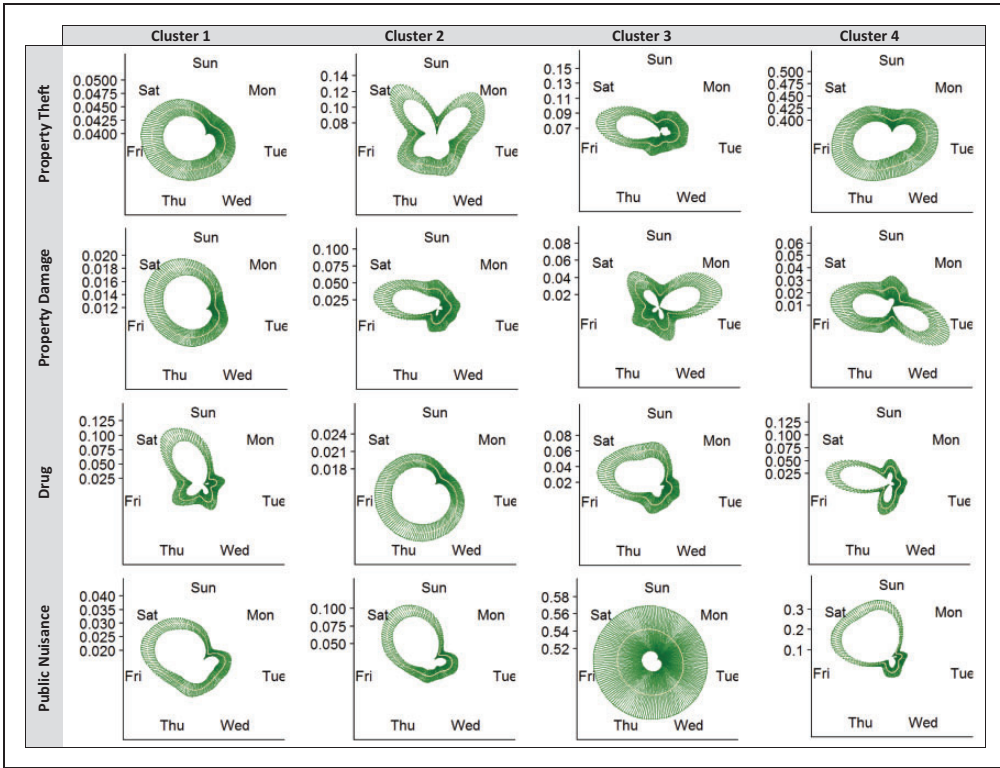 Cluster 1 Cluster 2 Cluster 3 Cluster 4
Property Theft
0.0500
0.0475
0.0450
0.0425
0.0400
Sun
Mon
Tue
Wed
Thu
Fri
Sat
0.14
0.12
0.10
0.08
Sun
Mon
Tue
Wed
Thu
Fri
Sat
0.15
0.13
0.11
0.09
0.07
Sun
Mon
Tue
Wed
Thu
Fri
Sat
0.500
0.475
0.450
0.425
0.400
Sun
Mon
Tue
Wed
Thu
Fri
Sat
Property Damage
0.020
0.018
0.016
0.014
0.012
Sun
Mon
Tue
Wed
Thu
Fri
Sat
0.100
0.075
0.050
0.025
Sun
Mon
Tue
Wed
Thu
Fri
Sat
0.08
0.06
0.04
0.02
Sun
Mon
Tue
Wed
Thu
Fri
Sat
0.06
0.04
0.03
0.02
0.01
Sun
Mon
Tue
Wed
Thu
Fri
Sat
Drug
0.125
0.100
0.075
0.050
0.025
Sun
Mon
Tue
Wed
Thu
Fri
Sat
0.024
0.021
0.018
Sun
Mon
Tue
Wed
Thu
Fri
Sat
0.08
0.06
0.04
0.02
Sun
Mon
Tue
Wed
Thu
Fri
Sat
0.125
0.100
0.075
0.050
0.025
Sun
Mon
Tue
Wed
Thu
Fri
Sat
Public Nuisance
0.040
0.035
0.030
0.025
0.020
Sun
Mon
Tue
Wed
Thu
Fri
Sat
0.100
0.075
0.050
Sun
Mon
Tue
Wed
Thu
Fri
Sat
0.58
0.56
0.54
0.52
Sun
Mon
Tue
Wed
Thu
Fri
Sat
0.3
0.2
0.1
Sun
Mon
Tue
Wed
Thu
Fri
Sat